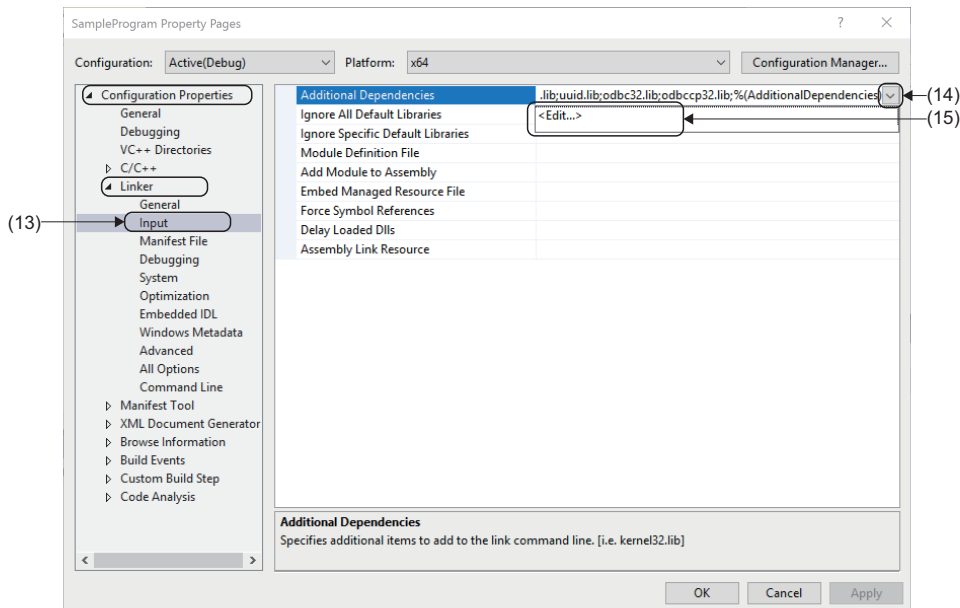 SampleProgram Property Pages ? ×
Configuration: Active(Debug) Platform: x64 Configuration Manager...
Configuration Properties
General
Debugging
VC++ Directories
C/C++
Linker
General
(13) Input
Manifest File
Debugging
System
Optimization
Embedded IDL
Windows Metadata
Advanced
All Options
Command Line
Manifest Tool
XML Document Generator
Browse Information
Build Events
Custom Build Step
Code Analysis
Additional Dependencies .lib;uuid.lib;odbc32.lib;odbccp32.lib;%(AdditionalDependencies) (14)
Ignore All Default Libraries <Edit...> (15)
Ignore Specific Default Libraries
Module Definition File
Add Module to Assembly
Embed Managed Resource File
Force Symbol References
Delay Loaded Dlls
Assembly Link Resource
Additional Dependencies
Specifies additional items to add to the link command line. [i.e. kernel32.lib]
OK Cancel Apply